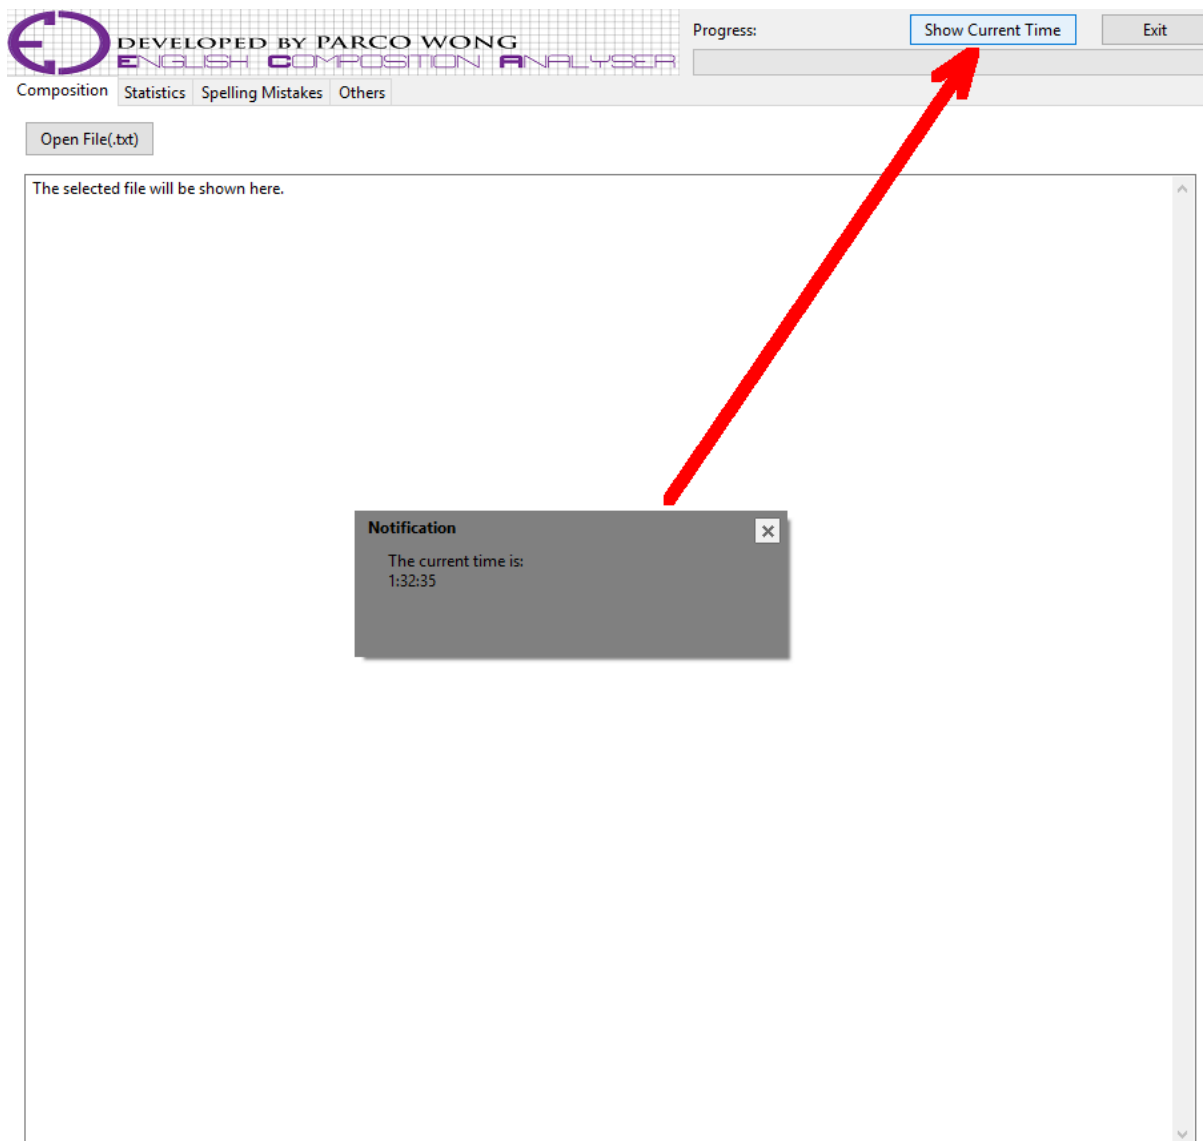 DEVELOPED BY PARCO WONG
ENGLISH COMPOSITION ANALYSER
Progress:
Show Current Time
Exit
Composition Statistics Spelling Mistakes Others
Open File(.txt)
The selected file will be shown here.
Notification
The current time is:
1:32:35